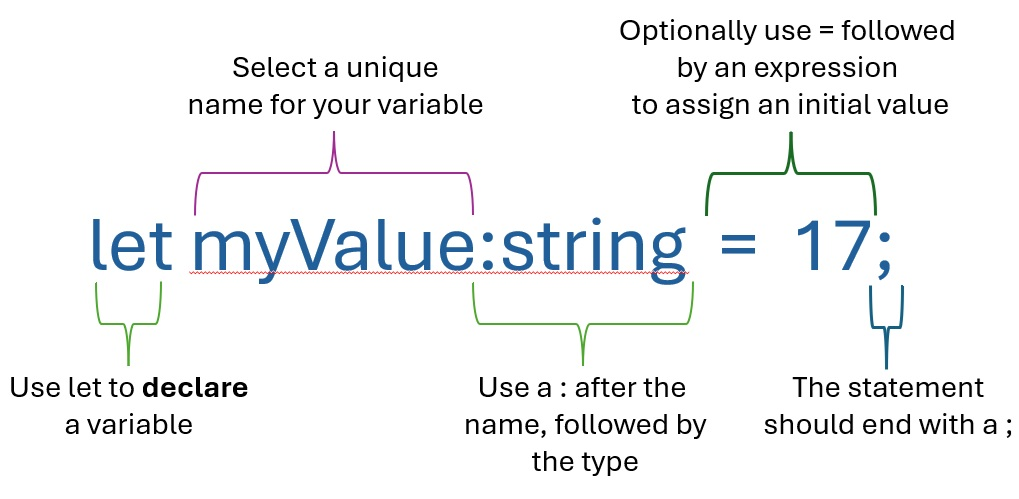 Optionally use = followed
by an expression
to assign an initial value
Select a unique
name for your variable
let myValue:string = 17;
Use let to declare
a variable
Use a : after the
name, followed by
the type
The statement
should end with a ;